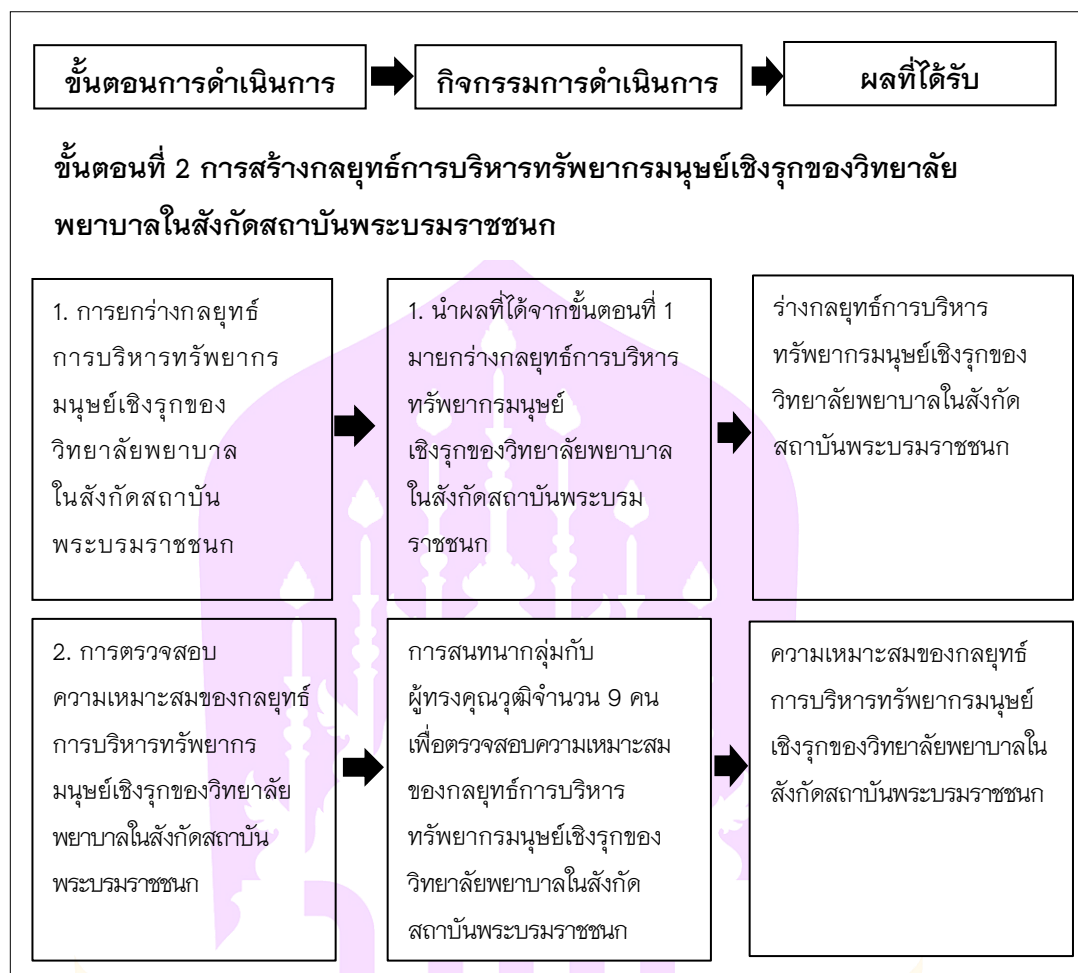 ขั้นตอนการดำเนินการ
กิจกรรมการดำเนินการ
ผลที่ได้รับ
ขั้นตอนที่ 2 การสร้างกลยุทธ์การบริหารทรัพยากรมนุษย์เชิงรุกของวิทยาลัย
พยาบาลในสังกัดสถาบันพระบรมราชชนก
1. การยกร่างกลยุทธ์
การบริหารทรัพยากร
มนุษย์เชิงรุกของ
วิทยาลัยพยาบาล
ในสังกัดสถาบัน
พระบรมราชชนก
1. นำผลที่ได้จากขั้นตอนที่ 1
มายกร่างกลยุทธ์การบริหาร
ทรัพยากรมนุษย์
เชิงรุกของวิทยาลัยพยาบาล
ในสังกัดสถาบันพระบรม
ราชชนก
ร่างกลยุทธ์การบริหาร
ทรัพยากรมนุษย์เชิงรุกของ
วิทยาลัยพยาบาลในสังกัด
สถาบันพระบรมราชชนก
2. การตรวจสอบ
ความเหมาะสมของกลยุทธ์
การบริหารทรัพยากร
มนุษย์เชิงรุกของวิทยาลัย
พยาบาลในสังกัดสถาบัน
พระบรมราชชนก
การสนทนากลุ่มกับ
ผู้ทรงคุณวุฒิจำนวน 9 คน
เพื่อตรวจสอบความเหมาะสม
ของกลยุทธ์การบริหาร
ทรัพยากรมนุษย์เชิงรุกของ
วิทยาลัยพยาบาลในสังกัด
สถาบันพระบรมราชชนก
ความเหมาะสมของกลยุทธ์
การบริหารทรัพยากรมนุษย์
เชิงรุกของวิทยาลัยพยาบาลใน
สังกัดสถาบันพระบรมราชชนก